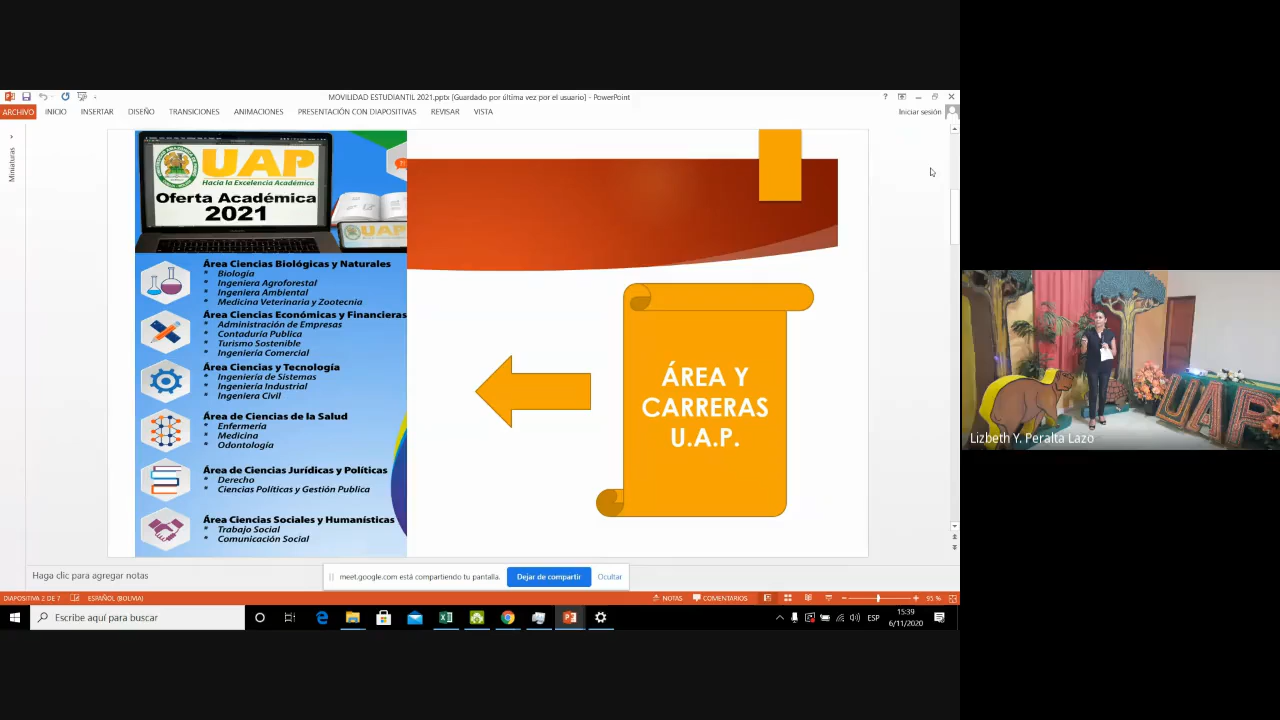 MOVILIDAD ESTUDIANTIL 2021.pptx [Guardado por última vez por el usuario] - PowerPoint
ARCHIVO INICIO INSERTAR DISEÑO TRANSICIONES ANIMACIONES PRESENTACIÓN CON DIAPOSITIVAS REVISAR VISTA
Iniciar sesión
Miniaturas
UAP
Hacia la Excelencia Académica
Oferta Académica
2021
UAP
Área Ciencias Biológicas y Naturales
* Biología
* Ingeniera Agroforestal
* Ingeniera Ambiental
* Medicina Veterinaria y Zootecnia
Área Ciencias Económicas y Financieras
* Administración de Empresas
* Contaduría Publica
* Turismo Sostenible
* Ingeniería Comercial
Área Ciencias y Tecnología
* Ingeniería de Sistemas
* Ingeniería Industrial
* Ingeniera Civil
Área de Ciencias de la Salud
* Enfermería
* Medicina
* Odontología
Área de Ciencias Jurídicas y Políticas
* Derecho
* Ciencias Políticas y Gestión Publica
Área Ciencias Sociales y Humanísticas
* Trabajo Social
* Comunicación Social
ÁREA Y
CARRERAS
U.A.P.
UAP
Lizbeth Y. Peralta Lazo
Haga clic para agregar notas
meet.google.com está compartiendo tu pantalla. Dejar de compartir Ocultar
DIAPOSITIVA 2 DE 7 ESPAÑOL (BOLIVIA) NOTAS COMENTARIOS 95 %
Escribe aquí para buscar
ESP
15:39
6/11/2020